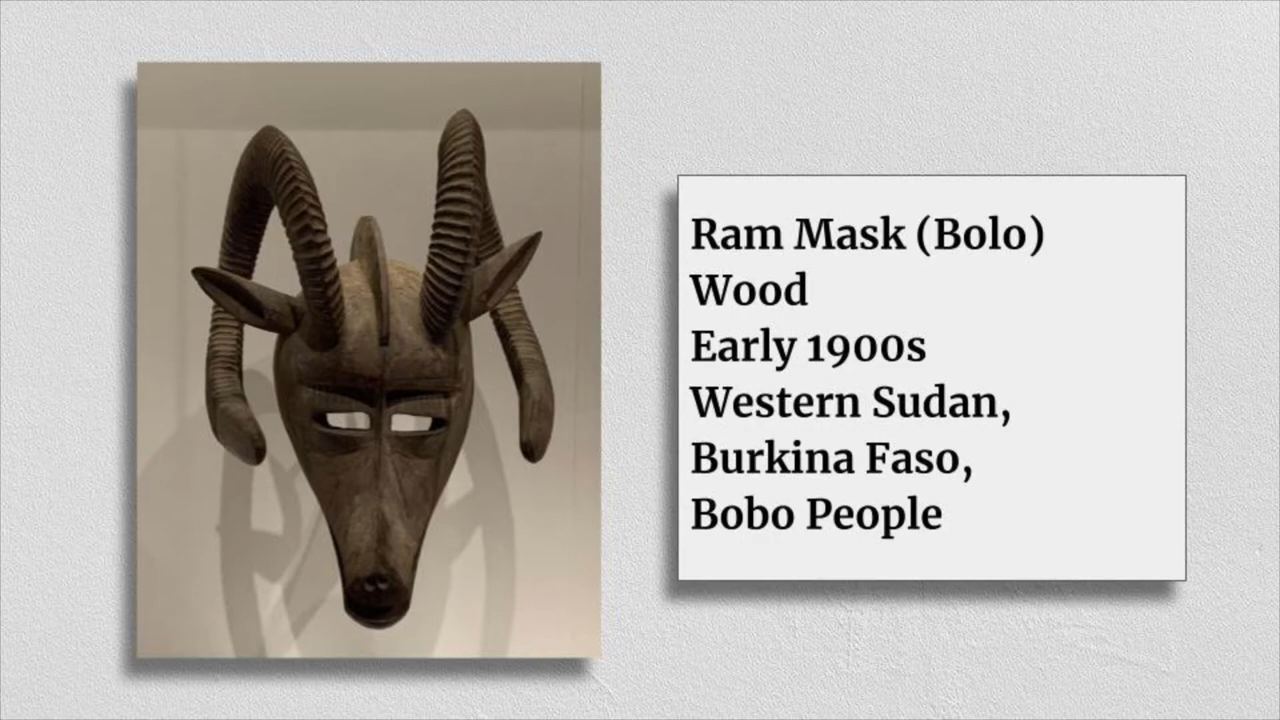 Ram Mask (Bolo)
Wood
Early 1900s
Western Sudan,
Burkina Faso,
Bobo People